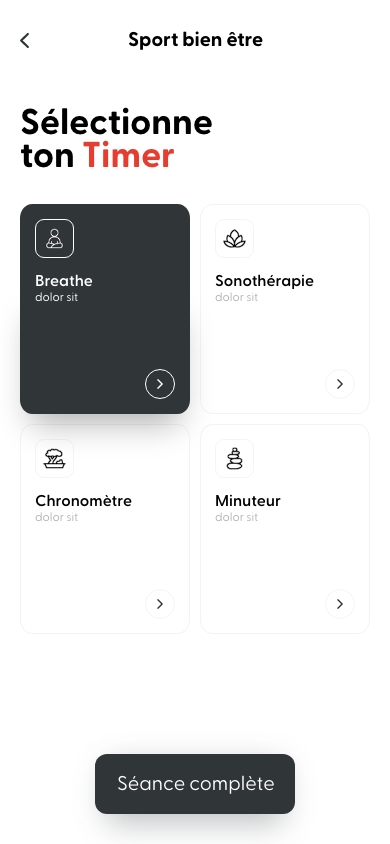 Sport bien être
Sélectionne
ton Timer
Breathe
dolor sit
Sonothérapie
dolor sit
Chronomètre
dolor sit
Minuteur
dolor sit
Séance complète